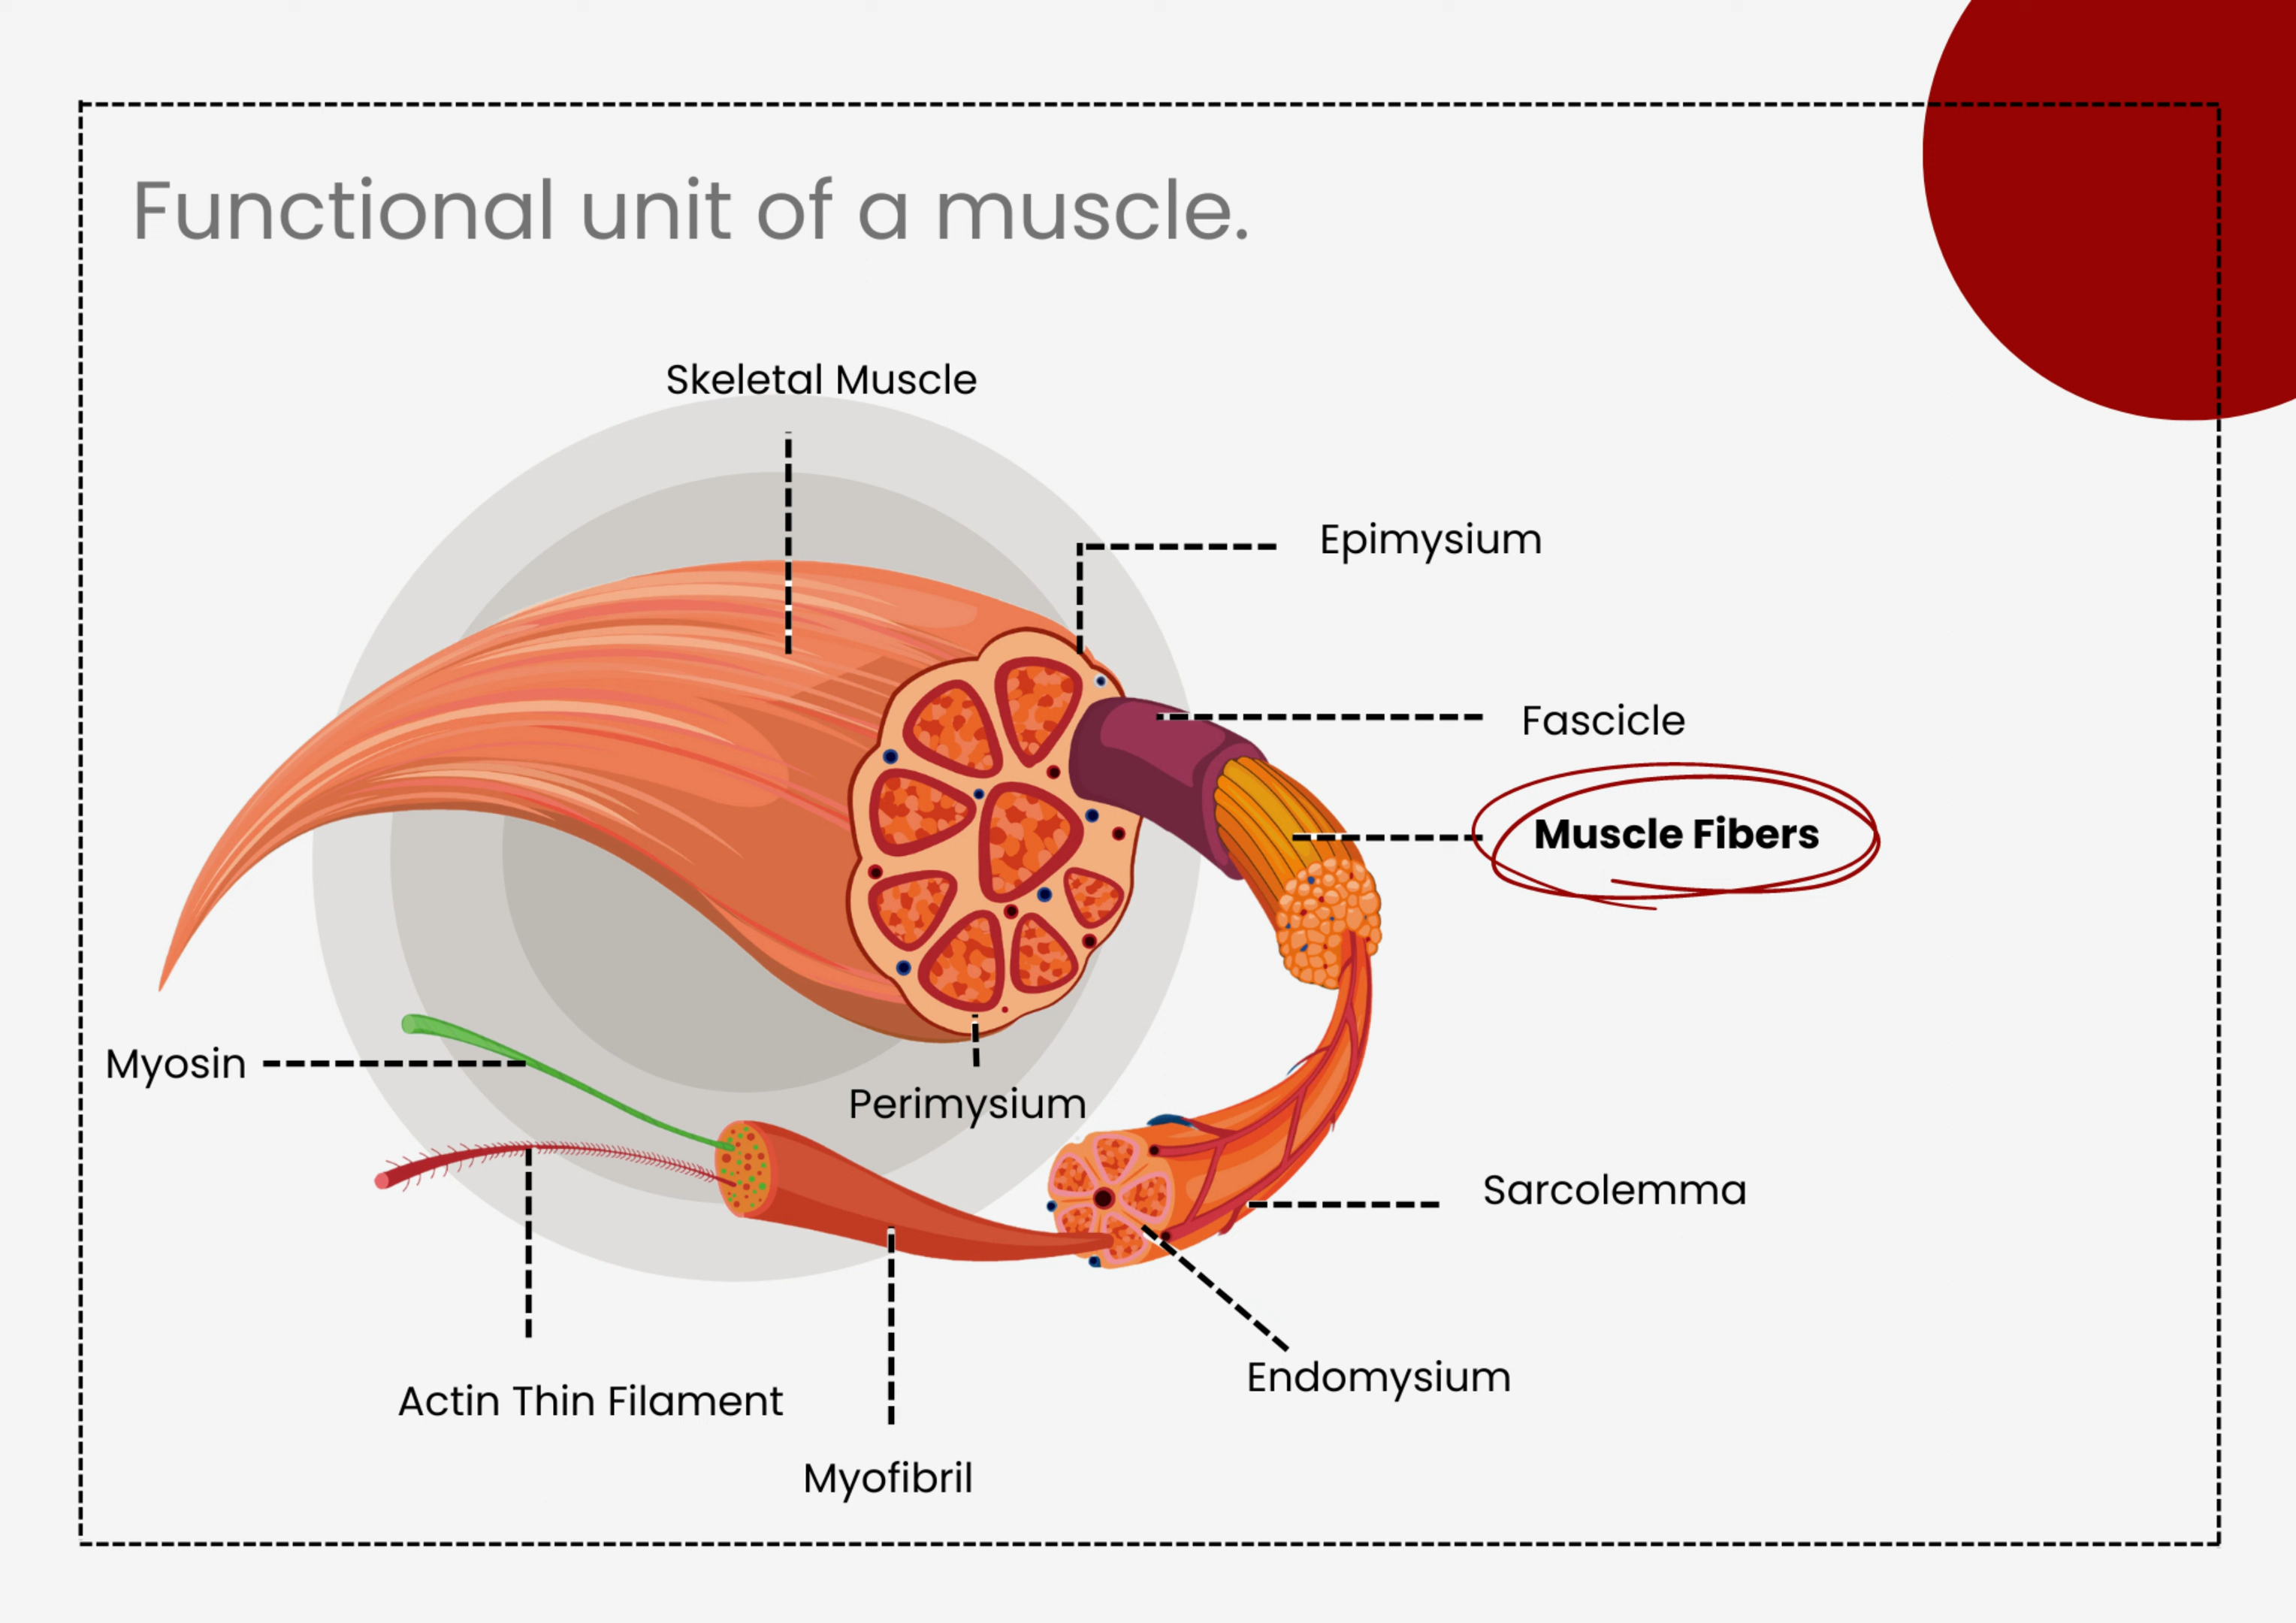 Functional unit of a muscle.
Skeletal Muscle
Epimysium
Fascicle
Muscle Fibers
Myosin
Perimysium
Sarcolemma
Endomysium
Actin Thin Filament
Myofibril